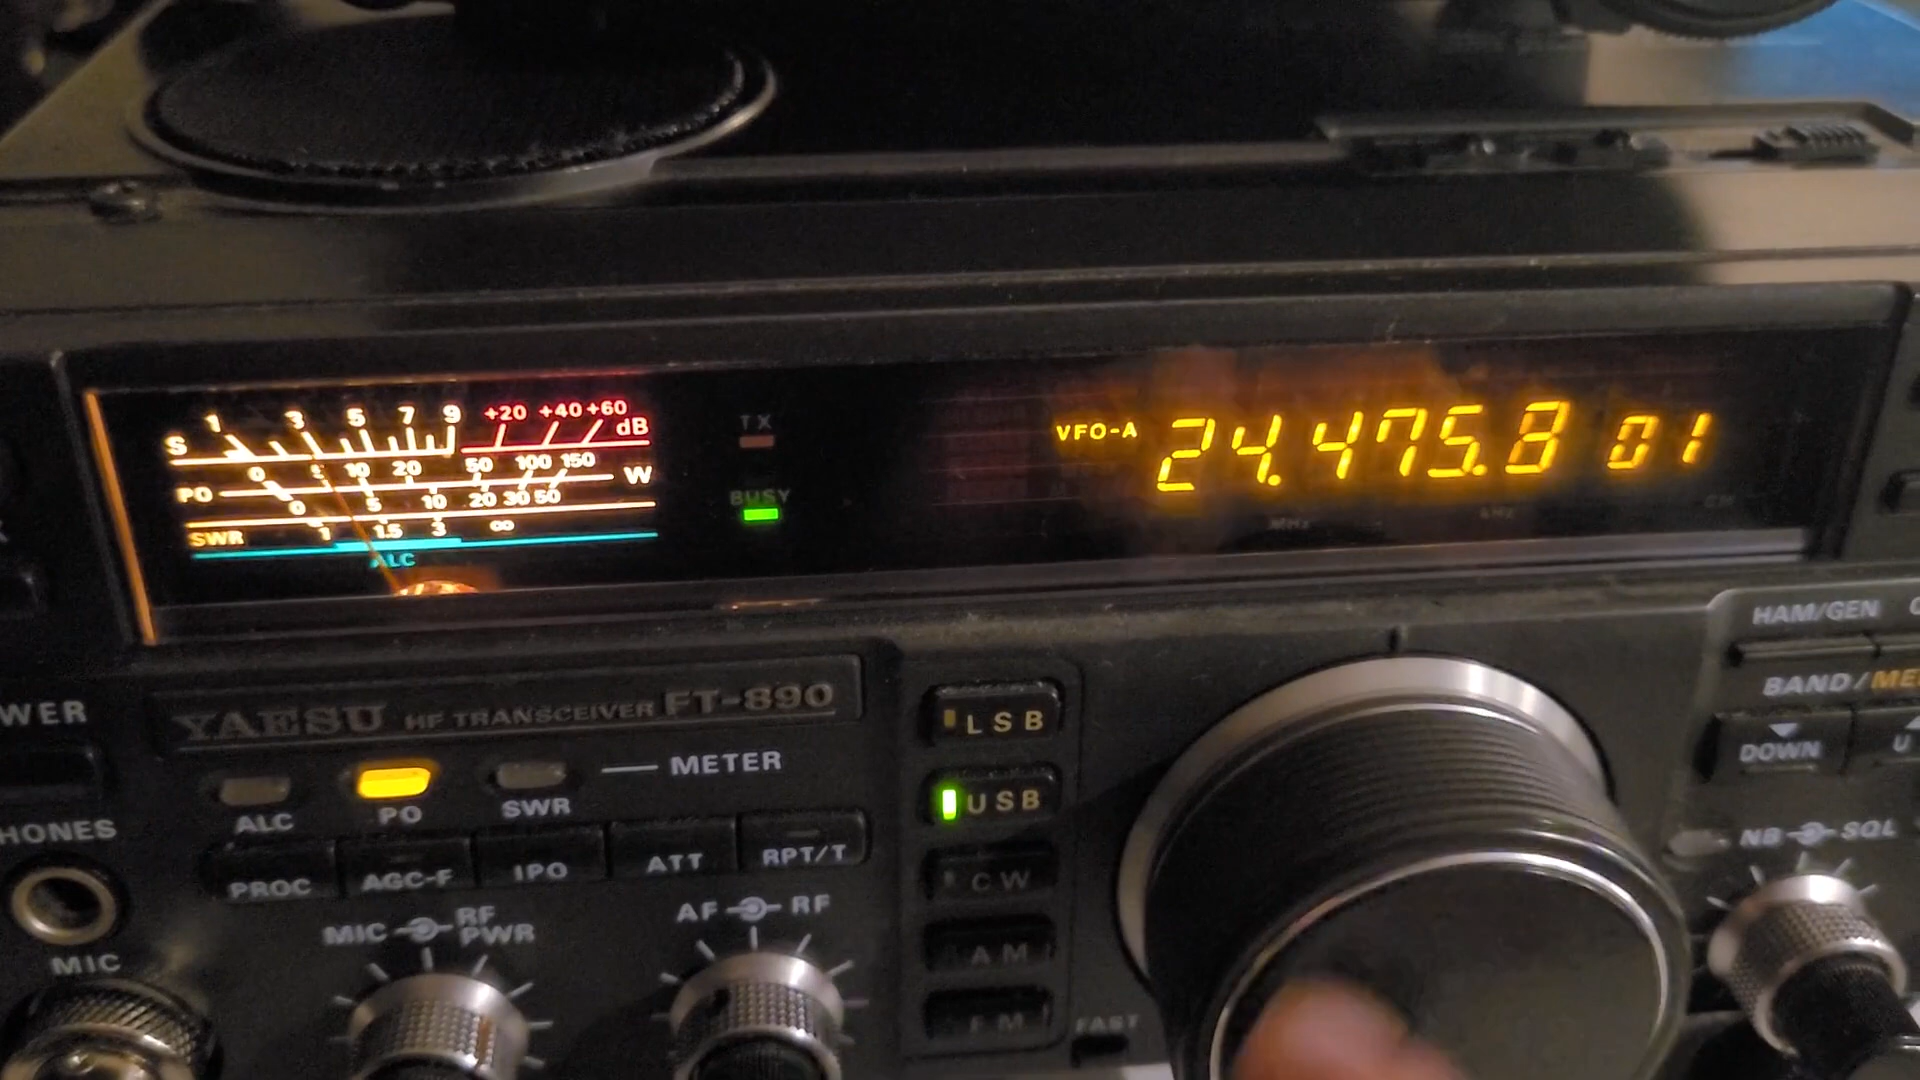 S 1 3 5 7 9 +20 +40 +60 dB
PO 0 5 10 20 50 100 150 W
0 5 10 20 30 50
SWR 1 1.5 3 ∞
ALC
TX
BUSY
VFO-A 24.475.8 01
MHz kHz CH
HAM/GEN
BAND/
DOWN
YAESU HF TRANSCEIVER FT-890
WER
ALC PO SWR METER
LSB
USB
CW
AM
FM
FAST
PROC AGC-F IPO ATT RPT/T
HONES
MIC RF PWR
AF RF
MIC
NB SQL